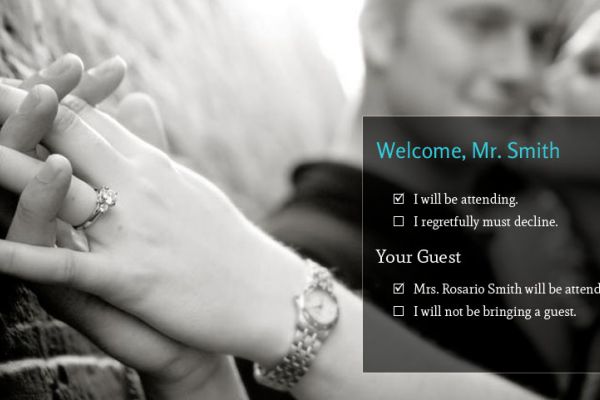 Welcome, Mr. Smith
I will be attending.
I regretfully must decline.
Your Guest
Mrs. Rosario Smith will be attend
I will not be bringing a guest.